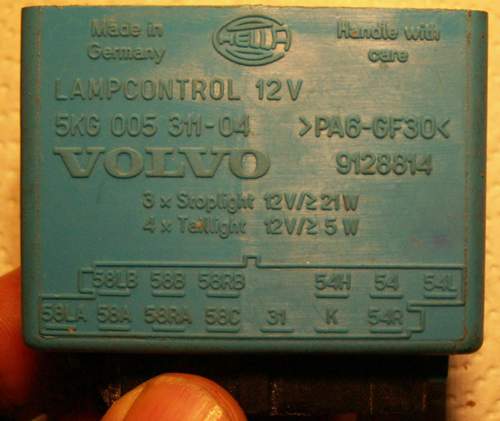 Made in Germany
HELLA
Handle with care
LAMPCONTROL 12V
5KG 005 311-04 >PA6-GF30<
VOLVO 9128814
3 x Stoplight 12V/≥21W
4 x Taillight 12V/≥5W
58LB 58B 58RB 54H 54 54L
58LA 58A 58RA 58C 31 K 54R